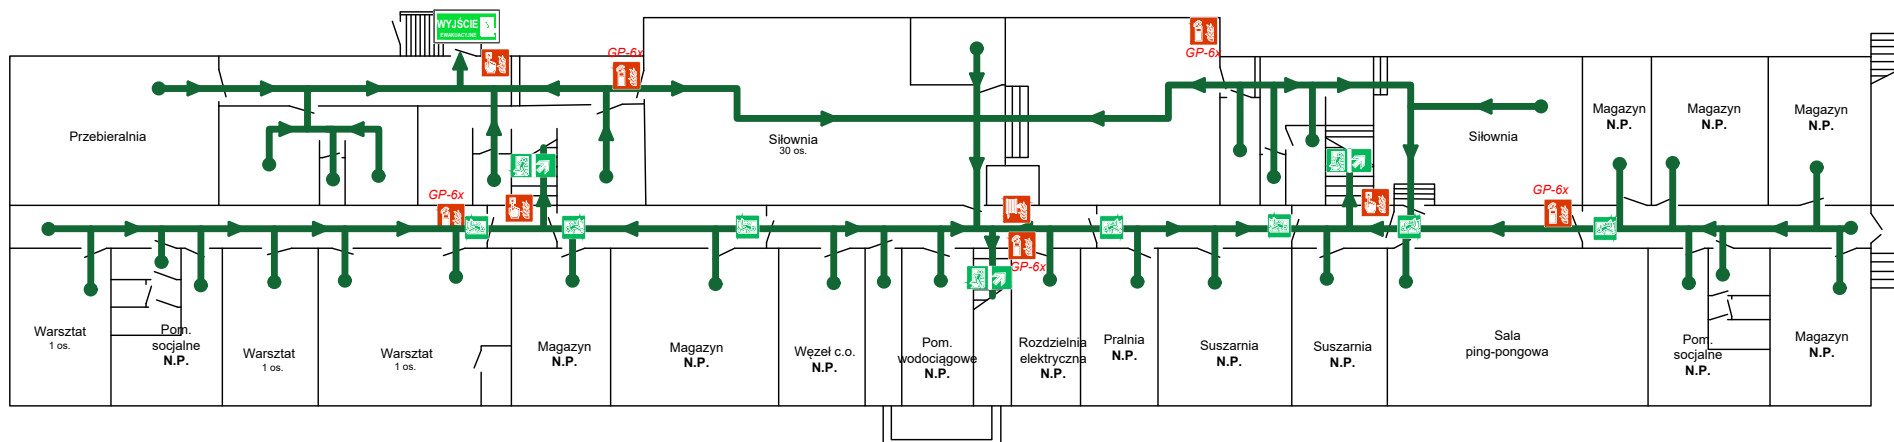 WYJŚCIE
EWAKUACYJNE
GP-6x
GP-6x
Przebieralnia
Siłownia
30 os.
Siłownia
Magazyn
N.P.
Magazyn
N.P.
Magazyn
N.P.
GP-6x
GP-6x
GP-6x
Warsztat
1 os.
Pom.
socjalne
N.P.
Warsztat
1 os.
Warsztat
1 os.
Magazyn
N.P.
Magazyn
N.P.
Węzeł c.o.
N.P.
Pom.
wodociągowe
N.P.
Rozdzielnia
elektryczna
N.P.
Pralnia
N.P.
Suszarnia
N.P.
Suszarnia
N.P.
Sala
ping-pongowa
Pom.
socjalne
N.P.
Magazyn
N.P.